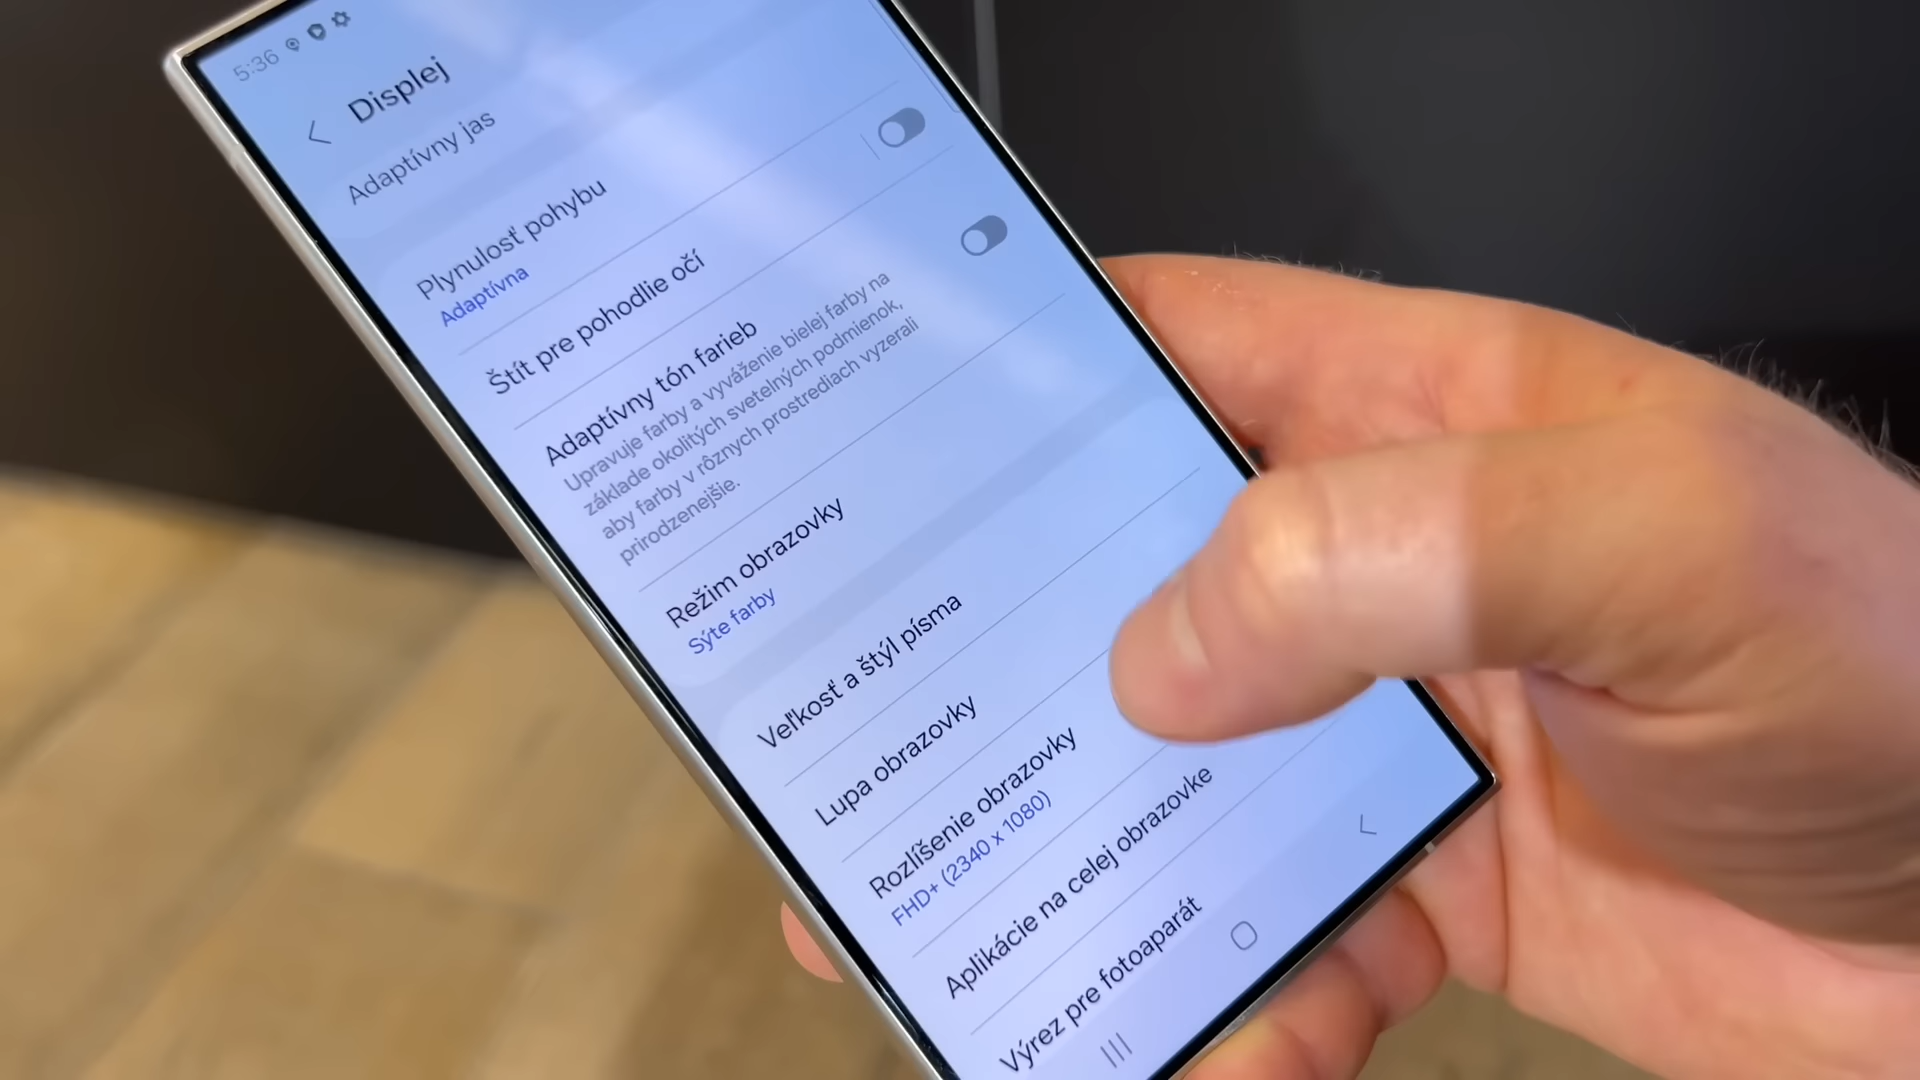 5:36
Displej
Adaptívny jas
Plynulosť pohybu
Adaptívna
Štít pre pohodlie očí
Adaptívny tón farieb
Upravuje farby a vyváženie bielej farby na
základe okolitých svetelných podmienok,
aby farby v rôznych prostrediach vyzerali
prirodzenejšie.
Režim obrazovky
Sýte farby
Veľkosť a štýl písma
Lupa obrazovky
Rozlíšenie obrazovky
FHD+ (2340 x 1080)
Aplikácie na celej obrazovke
Výrez pre fotoaparát